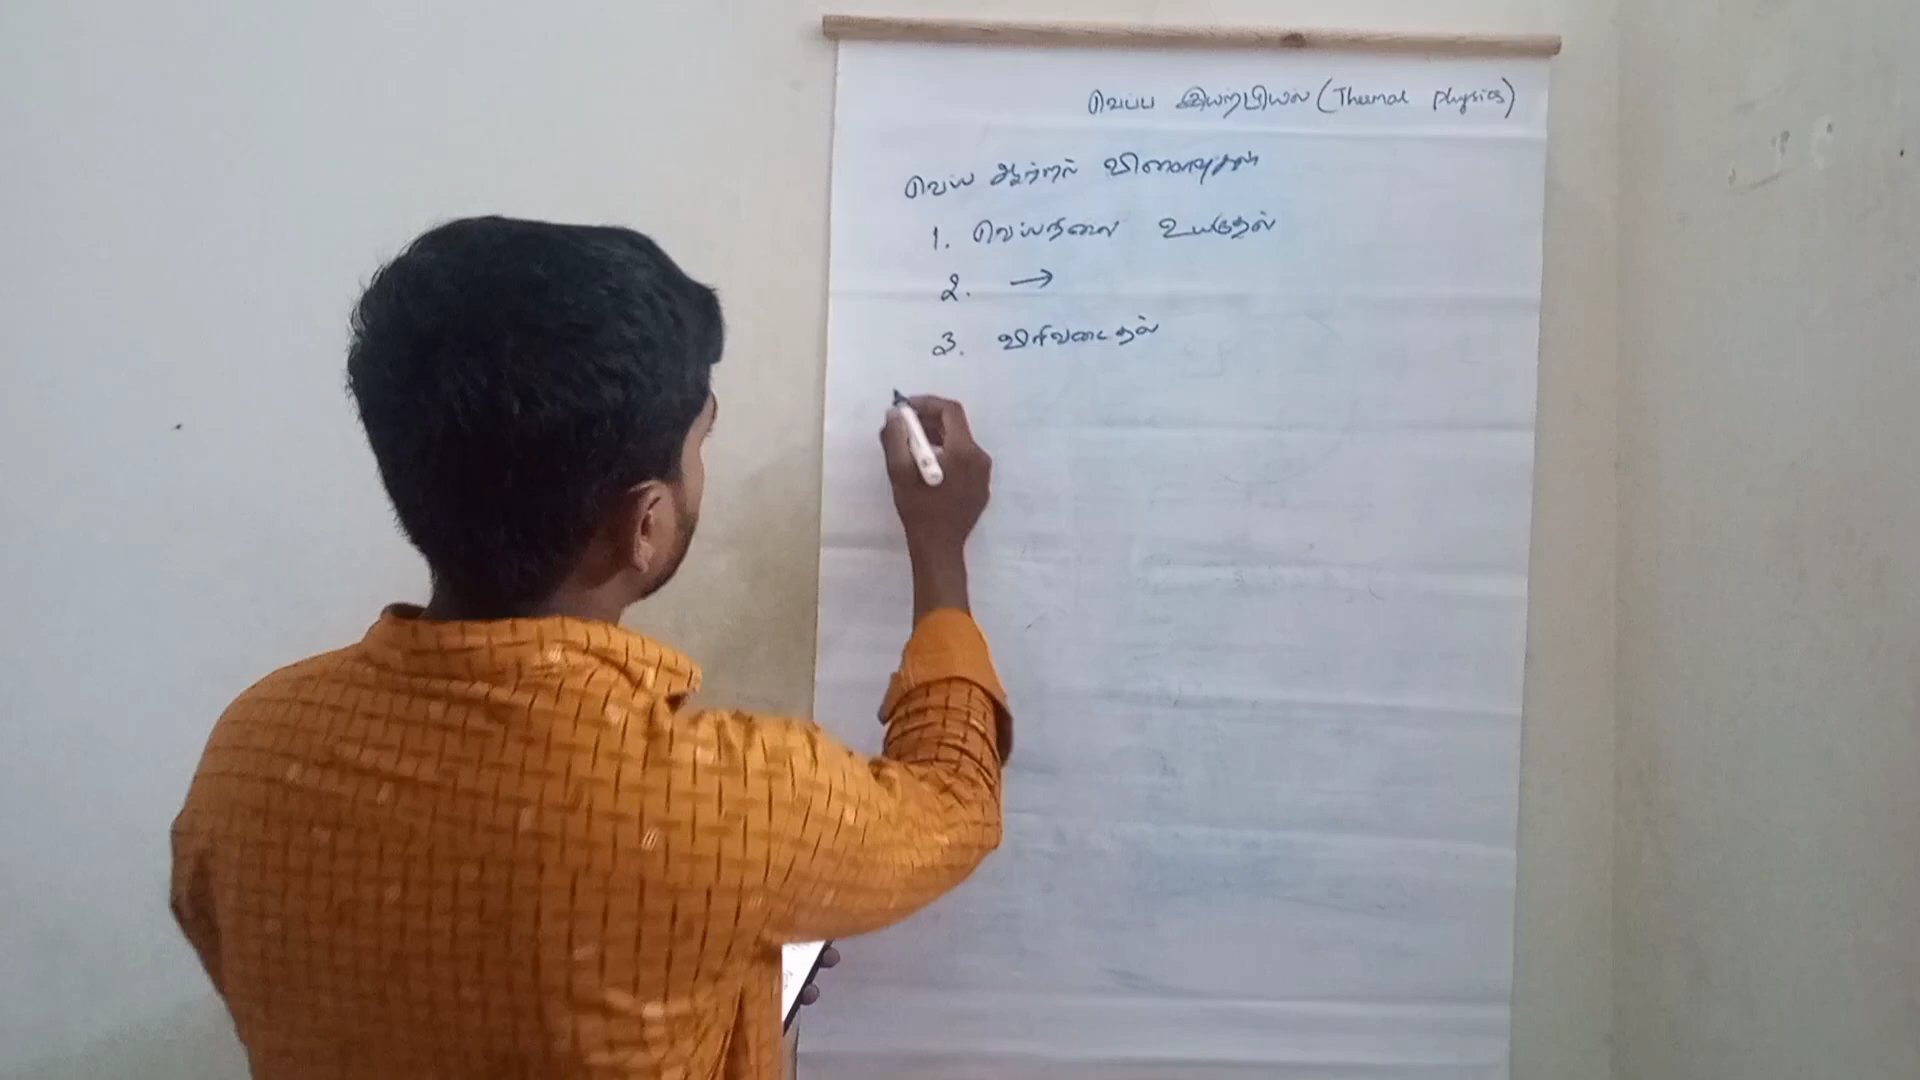 வெப்ப இயற்பியல் (Thermal Physics)
வெப்ப ஆற்றல் விளைவுகள்
1. வெப்பநிலை உயருதல்
2. →
3. விரிவடைதல்